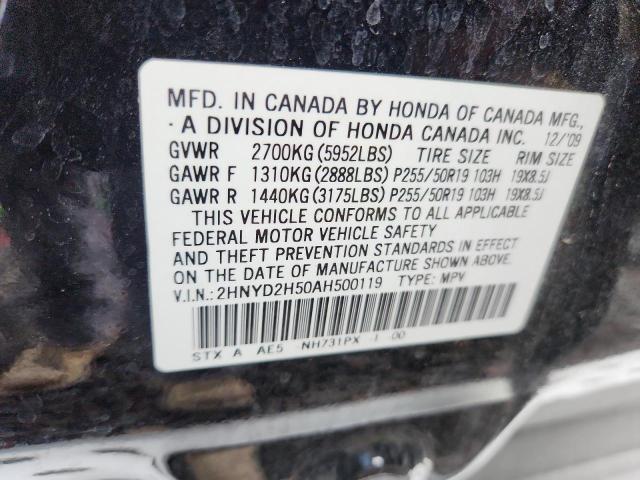 MFD. IN CANADA BY HONDA OF CANADA MFG.,
A DIVISION OF HONDA CANADA INC. 12/'09
GVWR 2700KG(5952LBS) TIRE SIZE RIM SIZE
GAWR F 1310KG(2888LBS) P255/50R19 103H 19X8.5J
GAWR R 1440KG(3175LBS) P255/50R19 103H 19X8.5J
THIS VEHICLE CONFORMS TO ALL APPLICABLE
FEDERAL MOTOR VEHICLE SAFETY
AND THEFT PREVENTION STANDARDS IN EFFECT
ON THE DATE OF MANUFACTURE SHOWN ABOVE.
V.I.N.: 2HNYD2H50AH500119 TYPE: MPV
STX A AE5 NH731PX -1 00